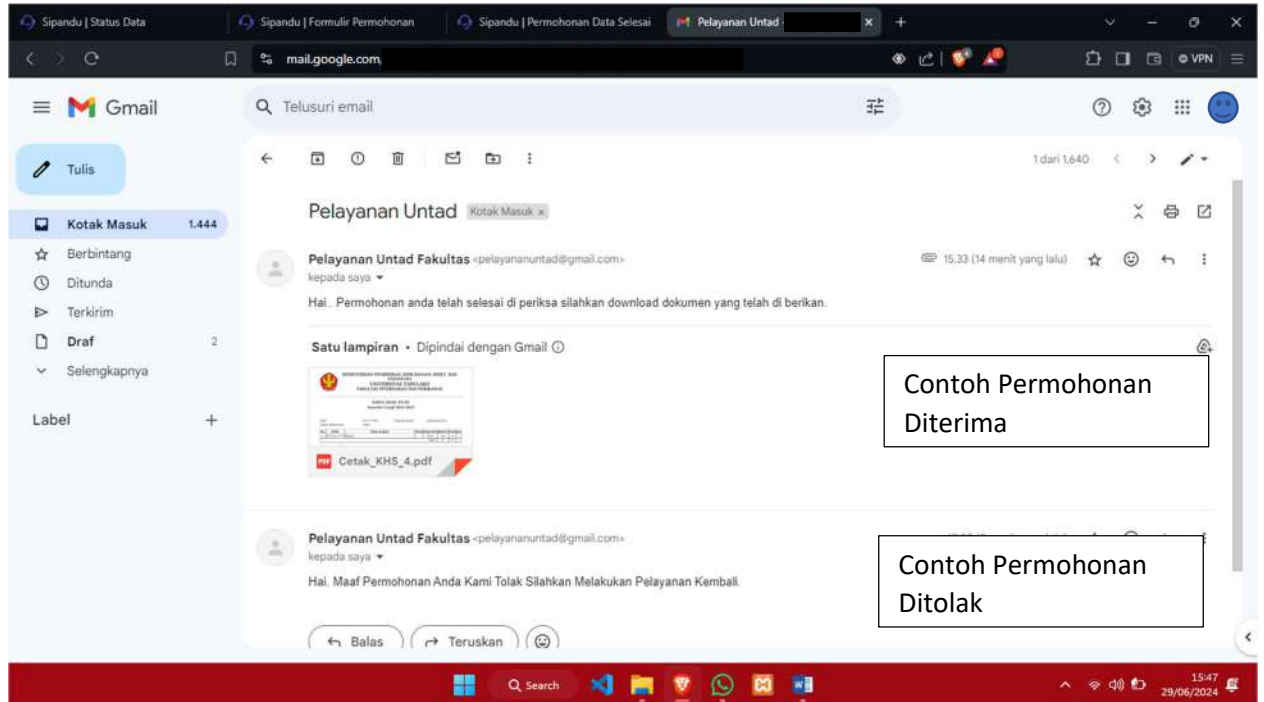 Sipandu | Status Data
Sipandu | Formulir Permohonan
Sipandu | Permohonan Data Selesai
Pelayanan Untad -
mail.google.com
VPN
Gmail
Telusuri email
Tulis
1 dari 1.640
Kotak Masuk 1.444
Berbintang
Ditunda
Terkirim
Draf 2
Selengkapnya
Label
Pelayanan Untad Kotak Masuk ×
Pelayanan Untad Fakultas <pelayananuntad@gmail.com>
15.33 (14 menit yang lalu)
kepada saya
Hai.. Permohonan anda telah selesai di periksa silahkan download dokumen yang telah di berikan.
Satu lampiran • Dipindai dengan Gmail
PDF Cetak_KHS_4.pdf
Contoh Permohonan
Diterima
Pelayanan Untad Fakultas <pelayananuntad@gmail.com>
kepada saya
Hai. Maaf Permohonan Anda Kami Tolak Silahkan Melakukan Pelayanan Kembali.
Contoh Permohonan
Ditolak
Balas
Teruskan
Search
15:47
29/06/2024